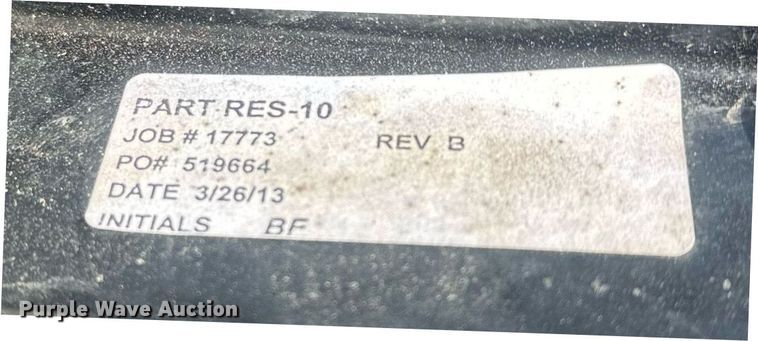 PART RES-10
JOB # 17773 REV B
PO# 519664
DATE 3/26/13
INITIALS BF
Purple Wave Auction